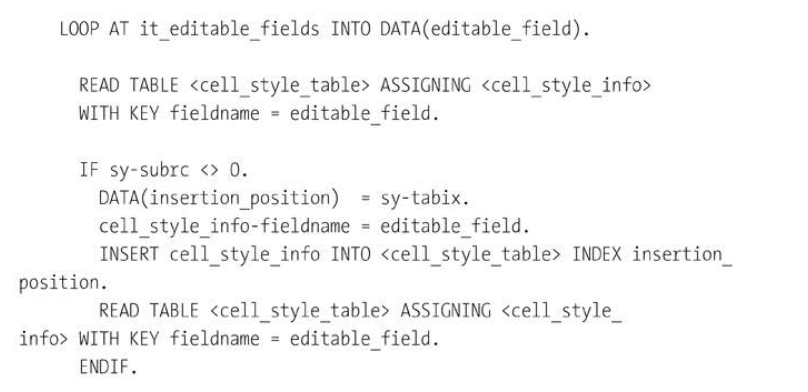 LOOP AT it_editable_fields INTO DATA(editable_field).
READ TABLE <cell_style_table> ASSIGNING <cell_style_info>
WITH KEY fieldname = editable_field.
IF sy-subrc <> 0.
DATA(insertion_position)  = sy-tabix.
cell_style_info-fieldname = editable_field.
INSERT cell_style_info INTO <cell_style_table> INDEX insertion_
position.
READ TABLE <cell_style_table> ASSIGNING <cell_style_
info> WITH KEY fieldname = editable_field.
ENDIF.